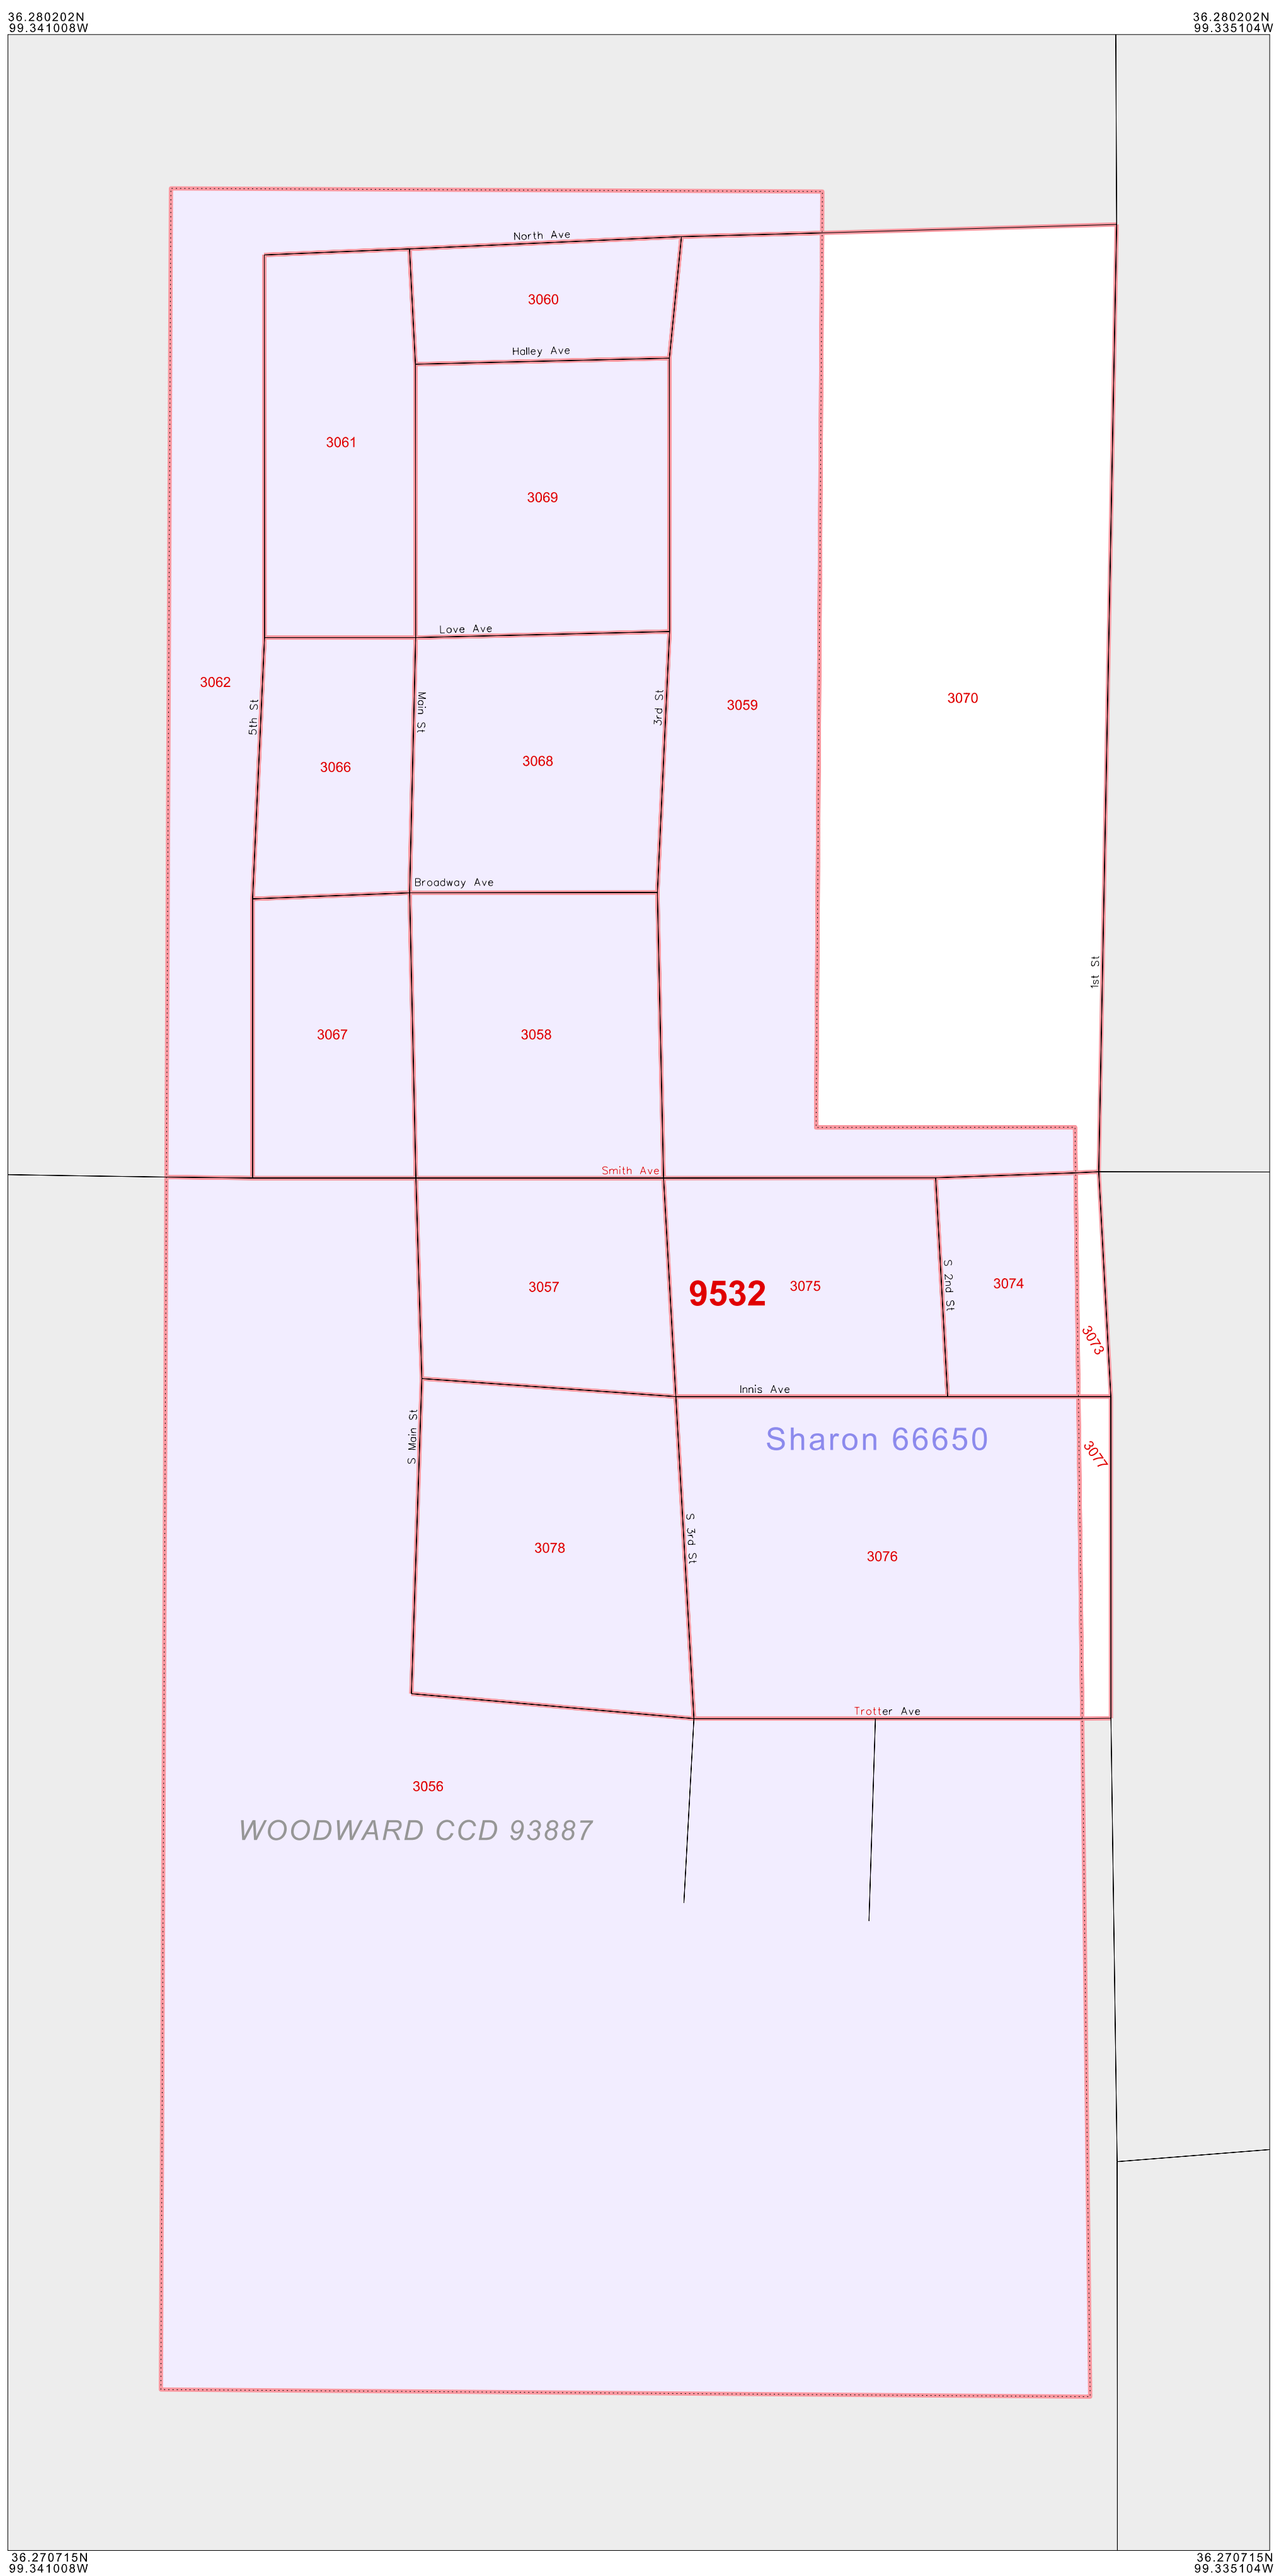 36.280202N
99.341008W
36.280202N
99.335104W
North Ave
3060
Halley Ave
3061
3069
Love Ave
3062
5th St
Main St
3rd St
3059
3070
3066
3068
Broadway Ave
1st St
3067
3058
Smith Ave
3057
9532
3075
S 2nd St
3074
3073
Innis Ave
S Main St
Sharon 66650
3077
S 3rd St
3078
3076
Trotter Ave
3056
WOODWARD CCD 93887
36.270715N
99.341008W
36.270715N
99.335104W